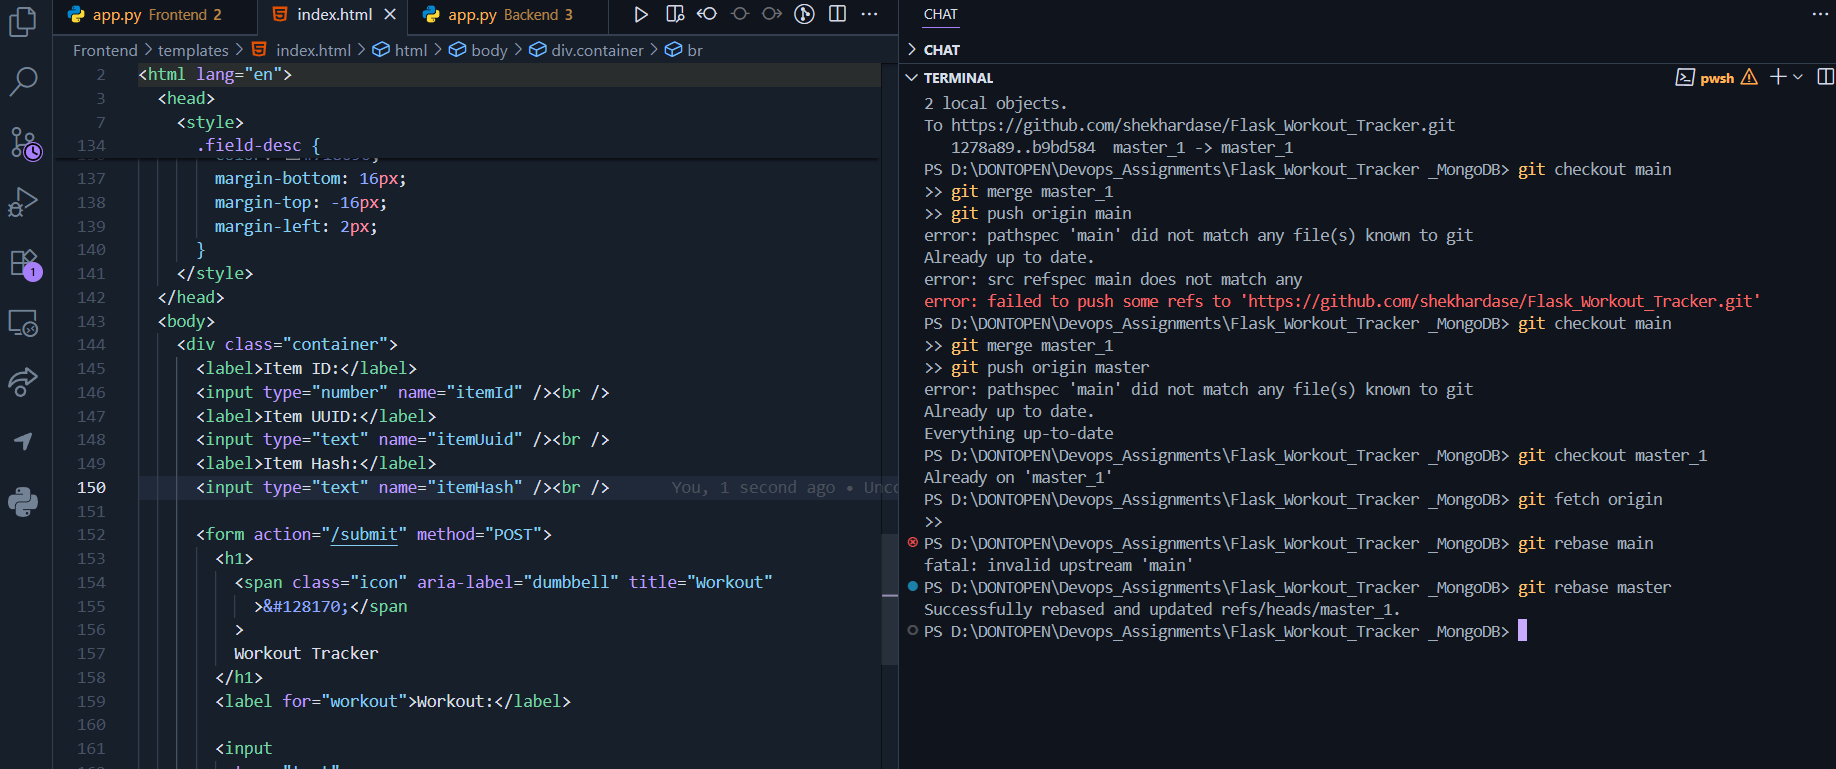 app.py Frontend 2
index.html
app.py Backend 3
CHAT
Frontend > templates > index.html > html > body > div.container > br
CHAT
TERMINAL
pwsh
2 <html lang="en">
3 <head>
7 <style>
134 .field-desc {
137 margin-bottom: 16px;
138 margin-top: -16px;
139 margin-left: 2px;
140 }
141 </style>
142 </head>
143 <body>
144 <div class="container">
145 <label>Item ID:</label>
146 <input type="number" name="itemId" /><br />
147 <label>Item UUID:</label>
148 <input type="text" name="itemUuid" /><br />
149 <label>Item Hash:</label>
150 <input type="text" name="itemHash" /><br /> You, 1 second ago • Unco
151
152 <form action="/submit" method="POST">
153 <h1>
154 <span class="icon" aria-label="dumbbell" title="Workout"
155 >&#128170;</span
156 >
157 Workout Tracker
158 </h1>
159 <label for="workout">Workout:</label>
160
161 <input
2 local objects.
To https://github.com/shekhardase/Flask_Workout_Tracker.git
1278a89..b9bd584 master_1 -> master_1
PS D:\DONTOPEN\Devops_Assignments\Flask_Workout_Tracker _MongoDB> git checkout main
>> git merge master_1
>> git push origin main
error: pathspec 'main' did not match any file(s) known to git
Already up to date.
error: src refspec main does not match any
error: failed to push some refs to 'https://github.com/shekhardase/Flask_Workout_Tracker.git'
PS D:\DONTOPEN\Devops_Assignments\Flask_Workout_Tracker _MongoDB> git checkout main
>> git merge master_1
>> git push origin master
error: pathspec 'main' did not match any file(s) known to git
Already up to date.
Everything up-to-date
PS D:\DONTOPEN\Devops_Assignments\Flask_Workout_Tracker _MongoDB> git checkout master_1
Already on 'master_1'
PS D:\DONTOPEN\Devops_Assignments\Flask_Workout_Tracker _MongoDB> git fetch origin
>>
PS D:\DONTOPEN\Devops_Assignments\Flask_Workout_Tracker _MongoDB> git rebase main
fatal: invalid upstream 'main'
PS D:\DONTOPEN\Devops_Assignments\Flask_Workout_Tracker _MongoDB> git rebase master
Successfully rebased and updated refs/heads/master_1.
PS D:\DONTOPEN\Devops_Assignments\Flask_Workout_Tracker _MongoDB>
1